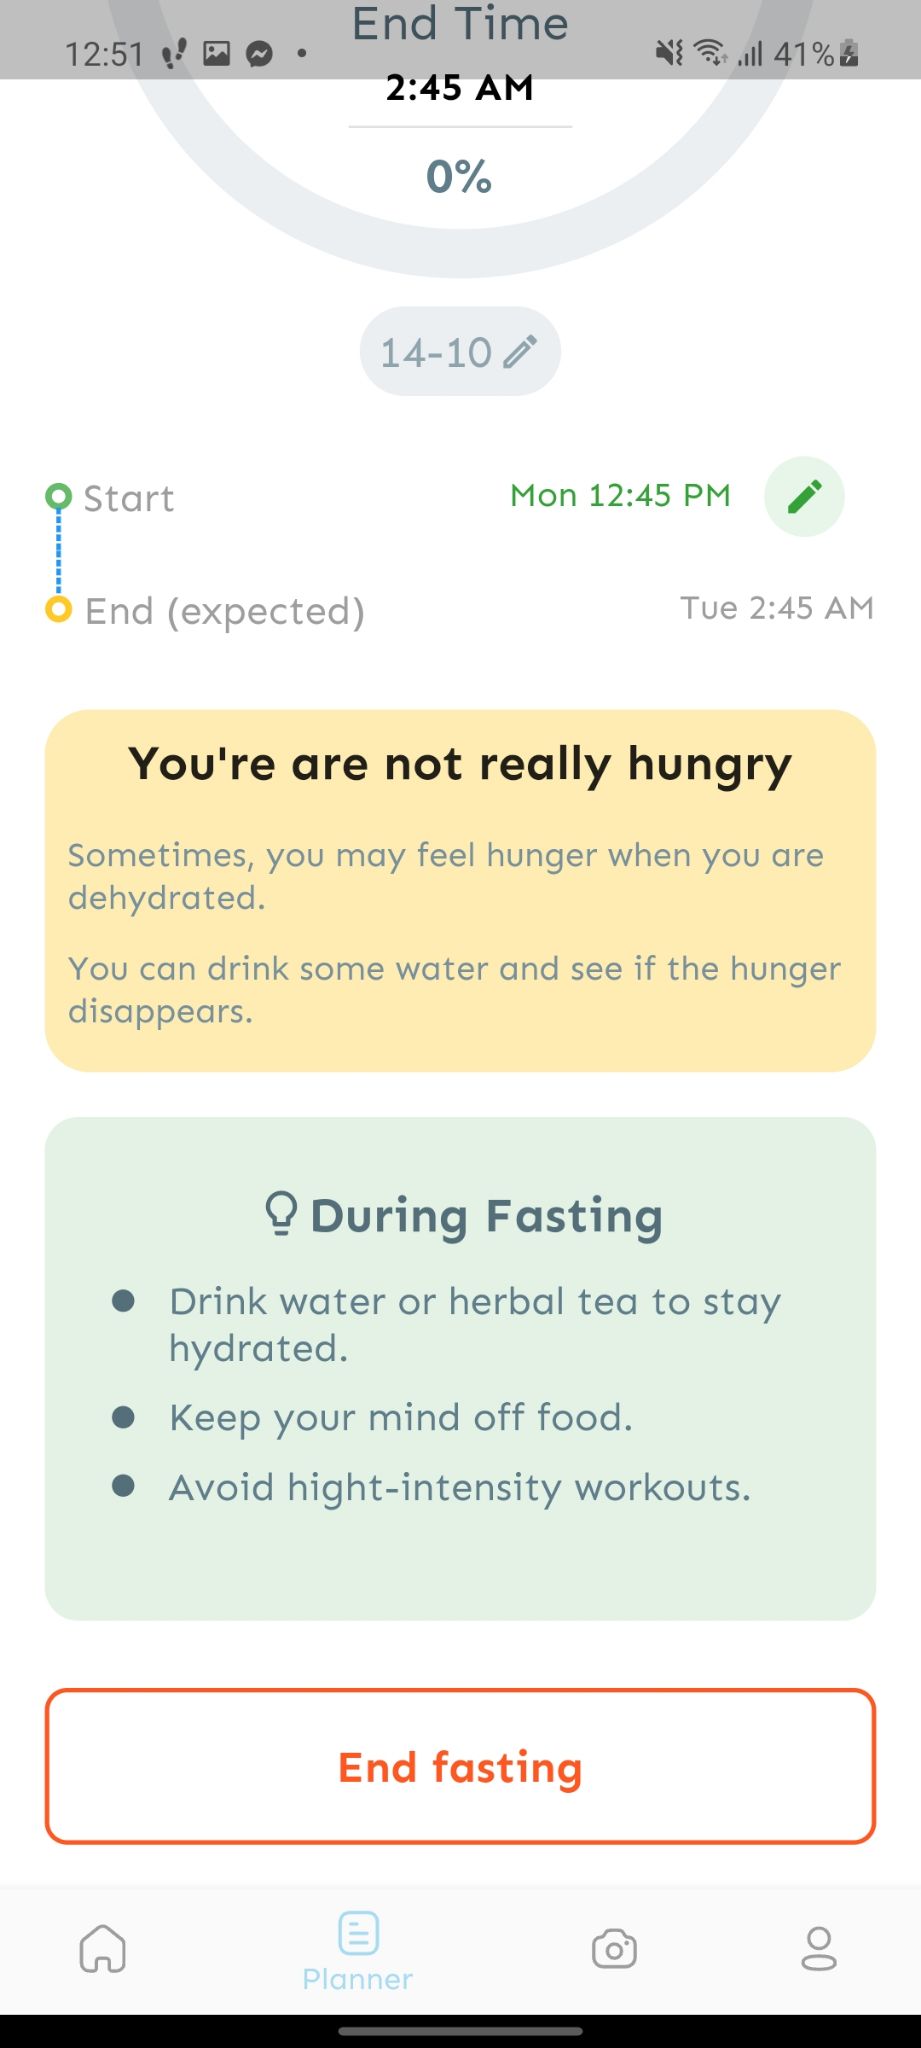 End Time
12:51
41%
2:45 AM
0%
14-10
Start
Mon 12:45 PM
End (expected)
Tue 2:45 AM
You're are not really hungry
Sometimes, you may feel hunger when you are
dehydrated.
You can drink some water and see if the hunger
disappears.
During Fasting
Drink water or herbal tea to stay
hydrated.
Keep your mind off food.
Avoid hight-intensity workouts.
End fasting
Planner